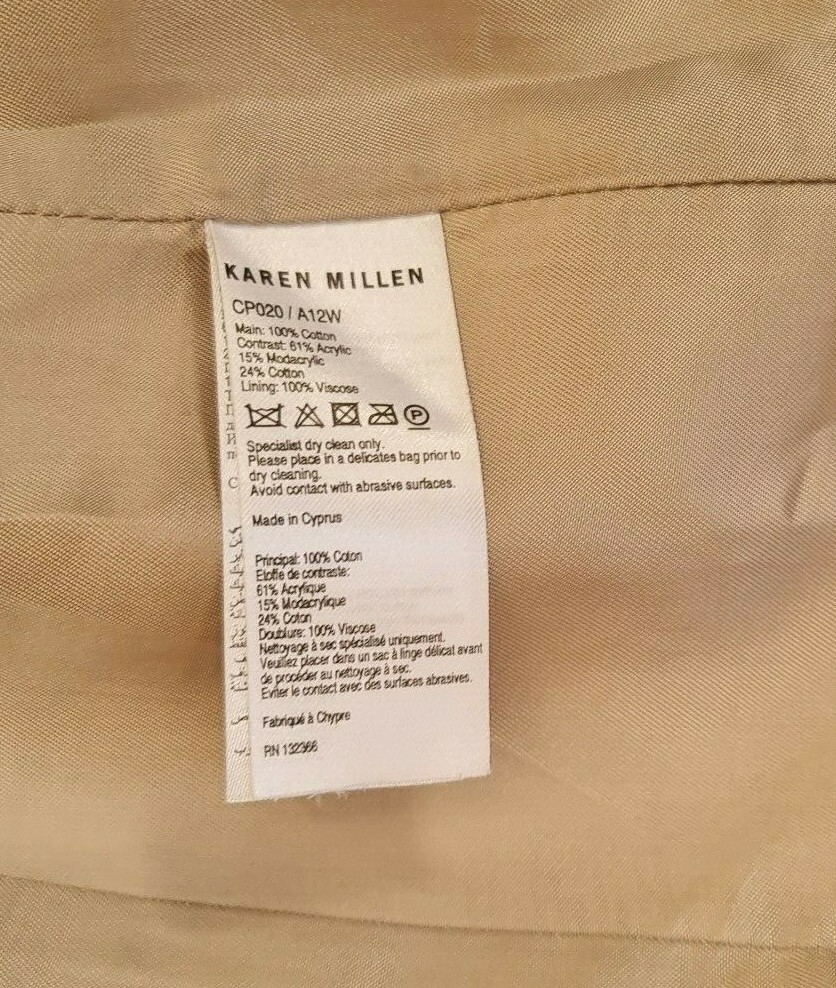 KAREN MILLEN
CP020 / A12W
Main: 100% Cotton
Contrast: 61% Acrylic
15% Modacrylic
24% Cotton
Lining: 100% Viscose
P
Specialist dry clean only.
Please place in a delicates bag prior to
dry cleaning.
Avoid contact with abrasive surfaces.
Made in Cyprus
Principal: 100% Coton
Etoffe de contraste:
61% Acrylique
15% Modacrylique
24% Coton
Doublure: 100% Viscose
Nettoyage à sec spécialisé uniquement.
Veuillez placer dans un sac à linge délicat avant
de procéder au nettoyage à sec.
Eviter le contact avec des surfaces abrasives.
Fabriqué à Chypre
RN 132366